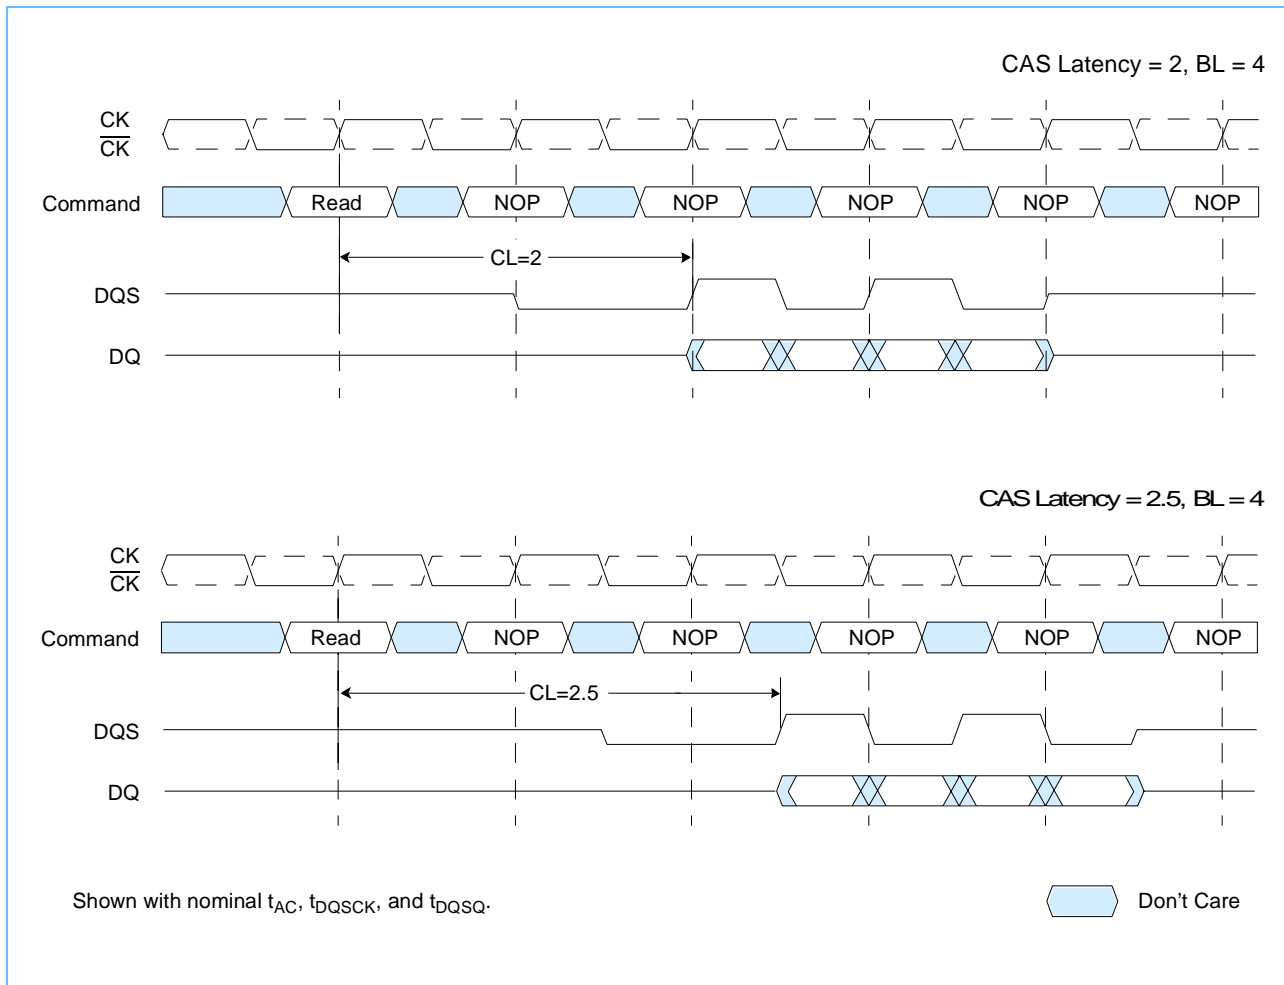 CAS Latency = 2, BL = 4
CK
CK
Command
Read
NOP
NOP
NOP
NOP
NOP
CL=2
DQS
DQ
CAS Latency = 2.5, BL = 4
CK
CK
Command
Read
NOP
NOP
NOP
NOP
NOP
CL=2.5
DQS
DQ
Shown with nominal tAC, tDQSCK, and tDQSQ.
Don't Care